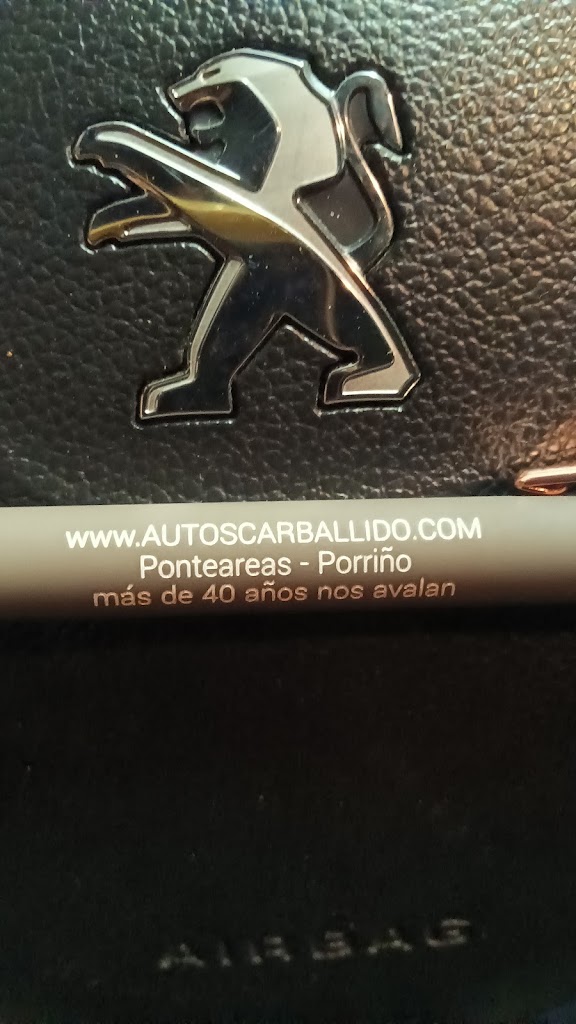 www.AUTOSCARBALLIDO.COM
Ponteareas - Porriño
más de 40 años nos avalan
AIRBAG